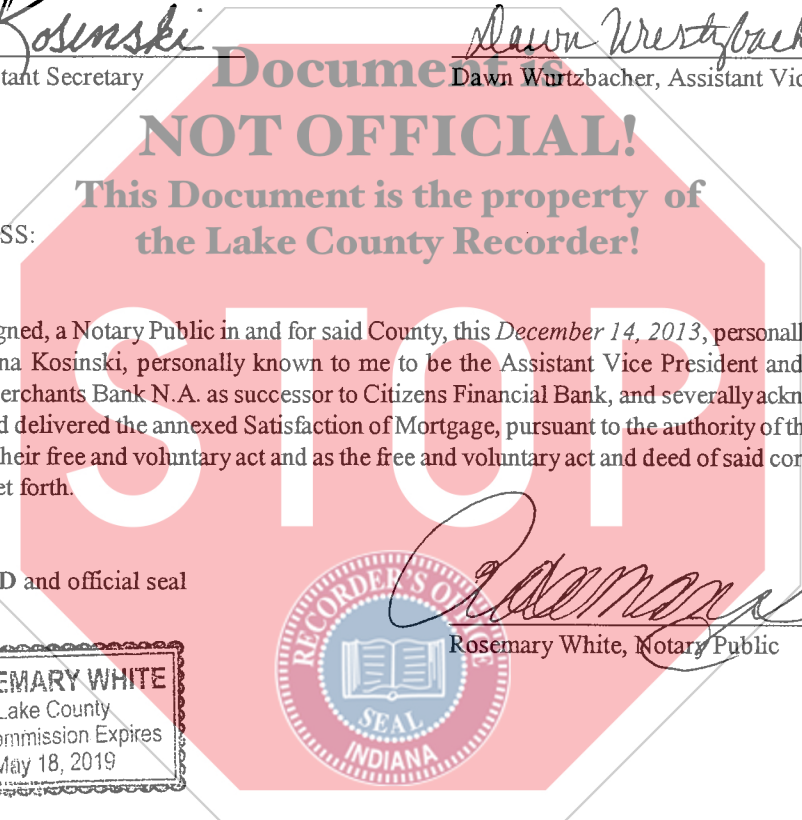 Kosinski
Dawn Wurtzbach
tant Secretary
Dawn Wurtzbacher, Assistant Vic
Document is
NOT OFFICIAL!
This Document is the property of
the Lake County Recorder!
SS:
STOP
gned, a Notary Public in and for said County, this December 14, 2013, personall
na Kosinski, personally known to me to be the Assistant Vice President and
erchants Bank N.A. as successor to Citizens Financial Bank, and severally ackn
d delivered the annexed Satisfaction of Mortgage, pursuant to the authority of th
heir free and voluntary act and as the free and voluntary act and deed of said cor
et forth.
D and official seal
RECORDER'S OFFICE
SEAL
INDIANA
Rosemary
Rosemary White, Notary Public
EMARY WHITE
Lake County
ommission Expires
May 18, 2019